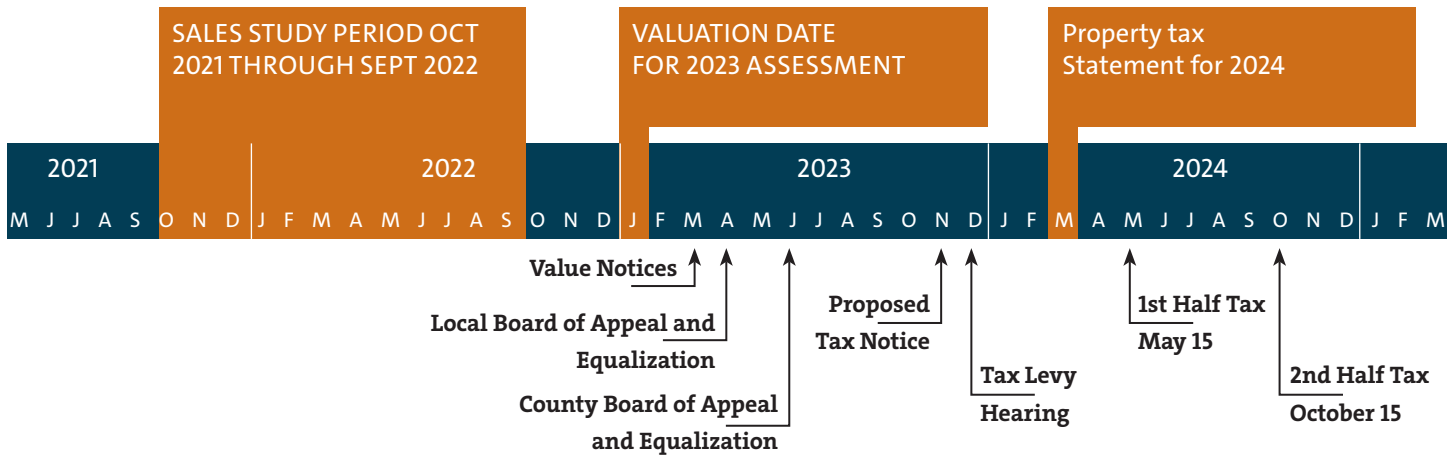 SALES STUDY PERIOD OCT
2021 THROUGH SEPT 2022
VALUATION DATE
FOR 2023 ASSESSMENT
Property tax
Statement for 2024
2021 2022 2023 2024
M J J A S O N D J F M A M J J A S O N D J F M A M J J A S O N D J F M A M J J A S O N D J F M
Value Notices
Local Board of Appeal and
Equalization
County Board of Appeal
and Equalization
Proposed
Tax Notice
Tax Levy
Hearing
1st Half Tax
May 15
2nd Half Tax
October 15